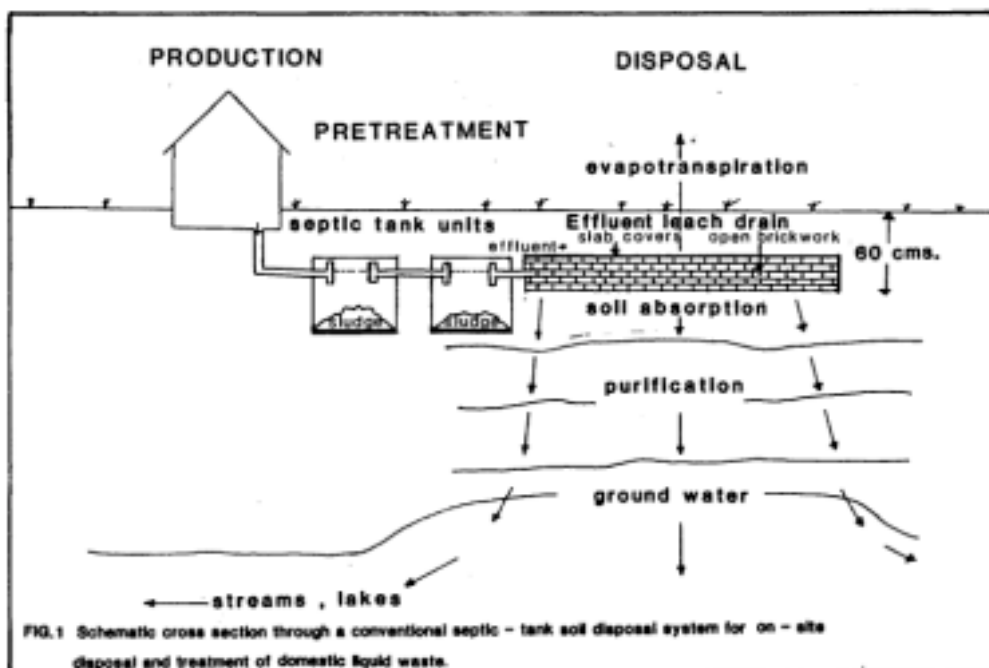 PRODUCTION
DISPOSAL
PRETREATMENT
evapotranspiration
septic tank units
Effluent leach drain
effluent
slab covers
open brickwork
60 cms.
sludge
sludge
soil absorption
purification
ground water
streams , lakes
FIG.1 Schematic cross section through a conventional septic - tank soil disposal system for on - site
disposal and treatment of domestic liquid waste.